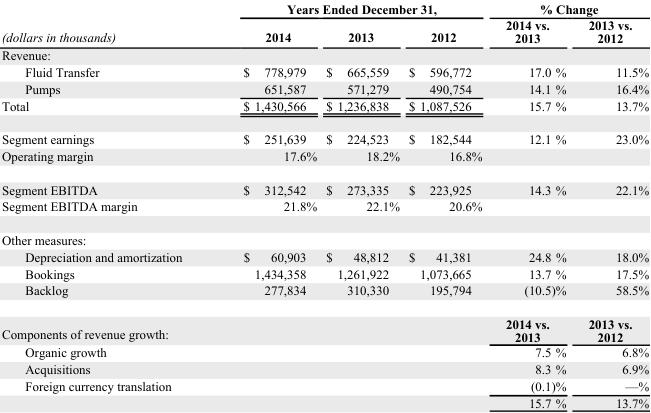 Years Ended December 31, % Change
(dollars in thousands) 2014 2013 2012 2014 vs. 2013 2013 vs. 2012
Revenue:
Fluid Transfer $ 778,979 $ 665,559 $ 596,772 17.0 % 11.5%
Pumps 651,587 571,279 490,754 14.1 % 16.4%
Total $ 1,430,566 $ 1,236,838 $ 1,087,526 15.7 % 13.7%
Segment earnings $ 251,639 $ 224,523 $ 182,544 12.1 % 23.0%
Operating margin 17.6% 18.2% 16.8%
Segment EBITDA $ 312,542 $ 273,335 $ 223,925 14.3 % 22.1%
Segment EBITDA margin 21.8% 22.1% 20.6%
Other measures:
Depreciation and amortization $ 60,903 $ 48,812 $ 41,381 24.8 % 18.0%
Bookings 1,434,358 1,261,922 1,073,665 13.7 % 17.5%
Backlog 277,834 310,330 195,794 (10.5)% 58.5%
Components of revenue growth: 2014 vs. 2013 2013 vs. 2012
Organic growth 7.5 % 6.8%
Acquisitions 8.3 % 6.9%
Foreign currency translation (0.1)% —%
15.7 % 13.7%